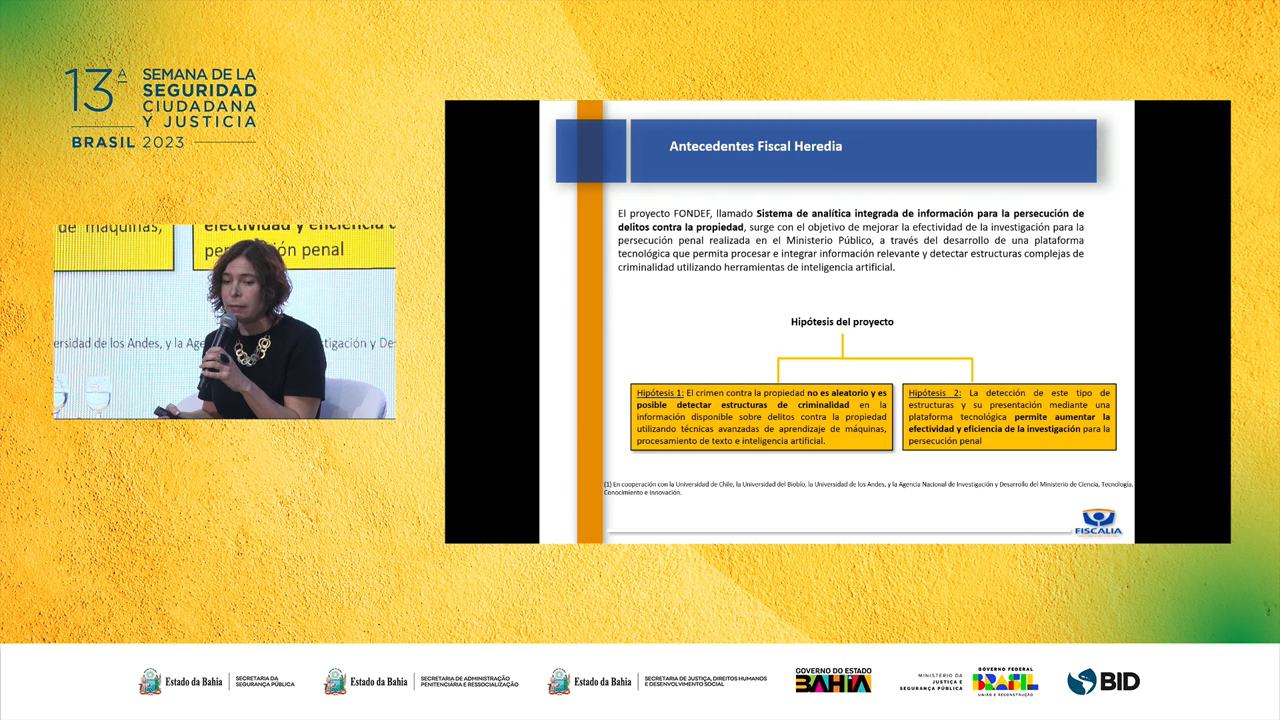 13ª
SEMANA DE LA
SEGURIDAD
CIUDADANA
Y JUSTICIA
BRASIL 2023
de maquinas,
efectividad y eficiencia
penal
ersidad de los Andes, y la Age
tigación y De
Antecedentes Fiscal Heredia
El proyecto FONDEF, llamado Sistema de analítica integrada de información para la persecución de
delitos contra la propiedad, surge con el objetivo de mejorar la efectividad de la investigación para la
persecución penal realizada en el Ministerio Público, a través del desarrollo de una plataforma
tecnológica que permita procesar e integrar información relevante y detectar estructuras complejas de
criminalidad utilizando herramientas de inteligencia artificial.
Hipótesis del proyecto
Hipótesis 1: El crimen contra la propiedad no es aleatorio y es
posible detectar estructuras de criminalidad en la
información disponible sobre delitos contra la propiedad
utilizando técnicas avanzadas de aprendizaje de máquinas,
procesamiento de texto e inteligencia artificial.
Hipótesis 2: La detección de este tipo de
estructuras y su presentación mediante una
plataforma tecnológica permite aumentar la
efectividad y eficiencia de la investigación para la
persecución penal
(1) En cooperación con la Universidad de Chile, la Universidad del Biobío, la Universidad de los Andes, y la Agencia Nacional de Investigación y Desarrollo del Ministerio de Ciencia, Tecnología,
Conocimiento e Innovación.
FISCALIA
Estado da Bahia
SECRETARIA DA
SEGURANÇA PÚBLICA
Estado da Bahia
SECRETARIA DE ADMINISTRAÇÃO
PENITENCIÁRIA E RESSOCIALIZAÇÃO
Estado da Bahia
SECRETARIA DE JUSTIÇA, DIREITOS HUMANOS
E DESENVOLVIMENTO SOCIAL
GOVERNO DO ESTADO
BAHIA
MINISTÉRIO DA
JUSTIÇA E
SEGURANÇA PÚBLICA
GOVERNO FEDERAL
BRASIL
UNIÃO E RECONSTRUÇÃO
BID